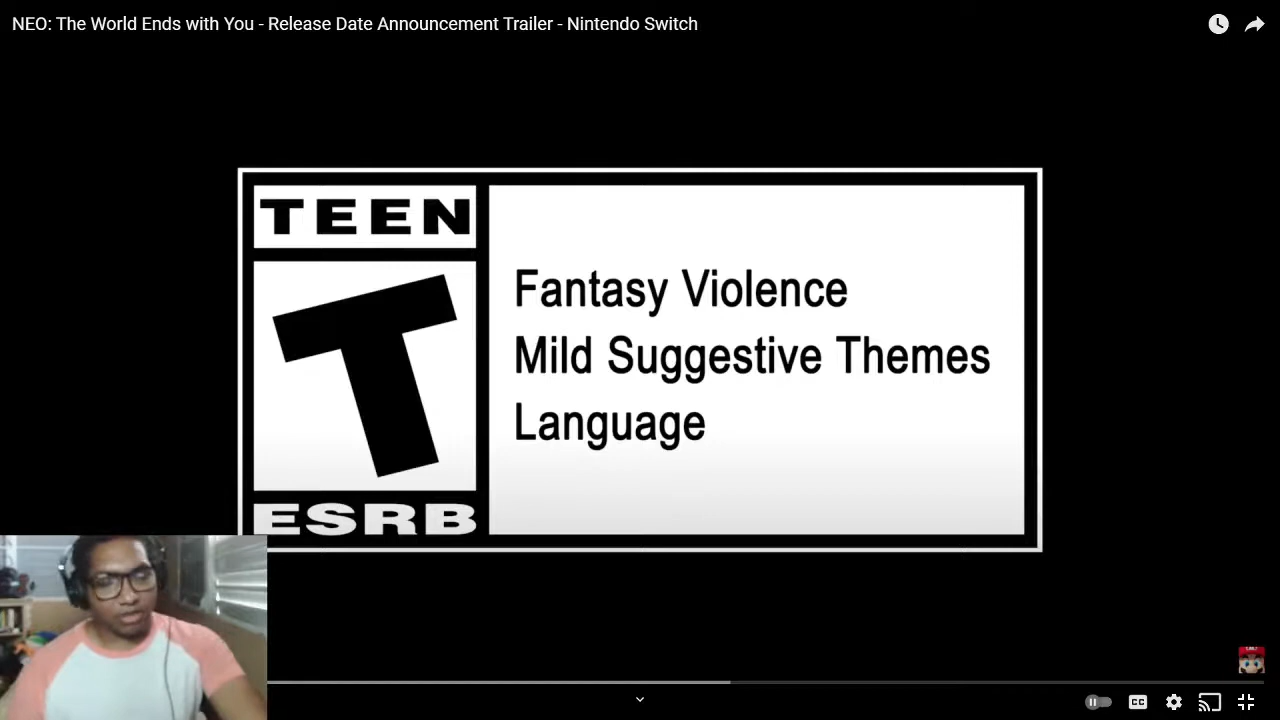 NEO: The World Ends with You - Release Date Announcement Trailer - Nintendo Switch
TEEN
T
ESRB
Fantasy Violence
Mild Suggestive Themes
Language
CC